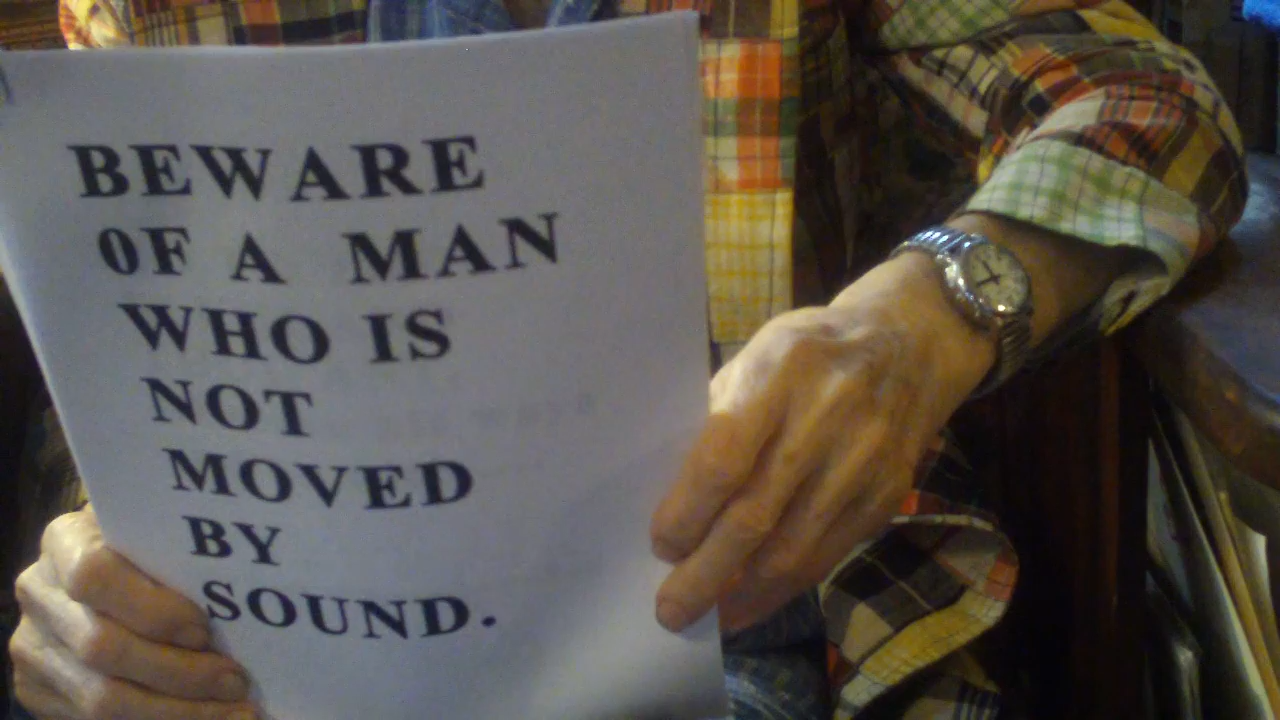 BEWARE
0F A MAN
WHO IS
NOT
MOVED
BY
SOUND.